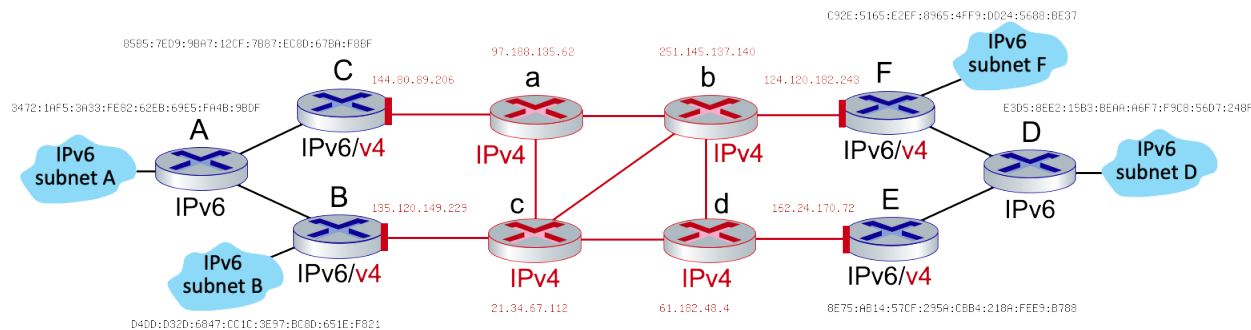 C92E:5165:E2EF:8965:4FF9:DD24:5688:BE37
85B5:7ED9:9BA7:12CF:7B87:EC8D:67BA:F8BF
97.188.135.62
251.145.137.140
IPv6
subnet F
C
144.80.89.206
a
b
124.120.182.243
F
3472:1AF5:3A33:FE82:62EB:69E5:FA4B:9BDF
E3D5:8EE2:15B3:BEAA:A6F7:F9C8:56D7:248F
A
IPv6/v4
IPv4
IPv4
IPv6/v4
D
IPv6
subnet A
IPv6
subnet D
IPv6
B
135.120.149.229
c
d
162.24.170.72
E
IPv6
IPv6
subnet B
IPv6/v4
IPv4
IPv4
IPv6/v4
21.34.67.112
61.182.48.4
8E75:AB14:57CF:295A:CBB4:218A:FEE9:B788
D4DD:D32D:6847:CC1C:3E97:BC8D:651E:F821